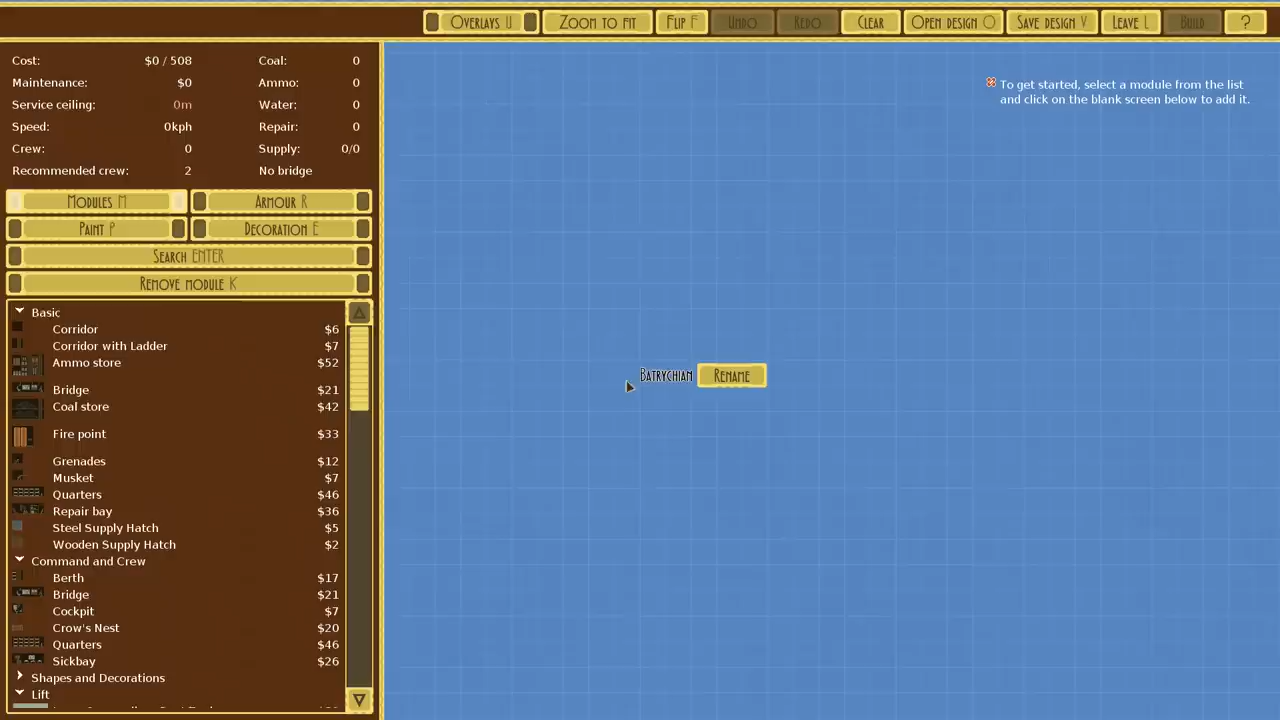 Overlays U
Zoom to fit
Flip F
Undo
Redo
Clear
Open design O
Save design V
Leave L
Build
?
Cost: $0 / 508
Coal: 0
Maintenance: $0
Ammo: 0
Service ceiling: 0m
Water: 0
Speed: 0kph
Repair: 0
Crew: 0
Supply: 0/0
Recommended crew: 2
No bridge
Modules M
Armour R
Paint P
Decoration E
Search ENTER
Remove module K
Basic
Corridor $6
Corridor with Ladder $7
Ammo store $52
Bridge $21
Coal store $42
Fire point $33
Grenades $12
Musket $7
Quarters $46
Repair bay $36
Steel Supply Hatch $5
Wooden Supply Hatch $2
Command and Crew
Berth $17
Bridge $21
Cockpit $7
Crow's Nest $20
Quarters $46
Sickbay $26
Shapes and Decorations
Lift
To get started, select a module from the list
and click on the blank screen below to add it.
Batrychian
Rename